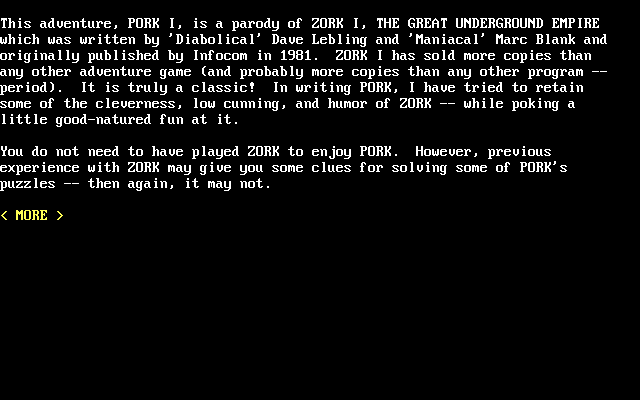 This adventure, PORK I, is a parody of ZORK I, THE GREAT UNDERGROUND EMPIRE
which was written by 'Diabolical' Dave Lebling and 'Maniacal' Marc Blank and
originally published by Infocom in 1981.  ZORK I has sold more copies than
any other adventure game (and probably more copies than any other program --
period).  It is truly a classic!  In writing PORK, I have tried to retain
some of the cleverness, low cunning, and humor of ZORK -- while poking a
little good-natured fun at it.
You do not need to have played ZORK to enjoy PORK.  However, previous
experience with ZORK may give you some clues for solving some of PORK's
puzzles -- then again, it may not.
< MORE >